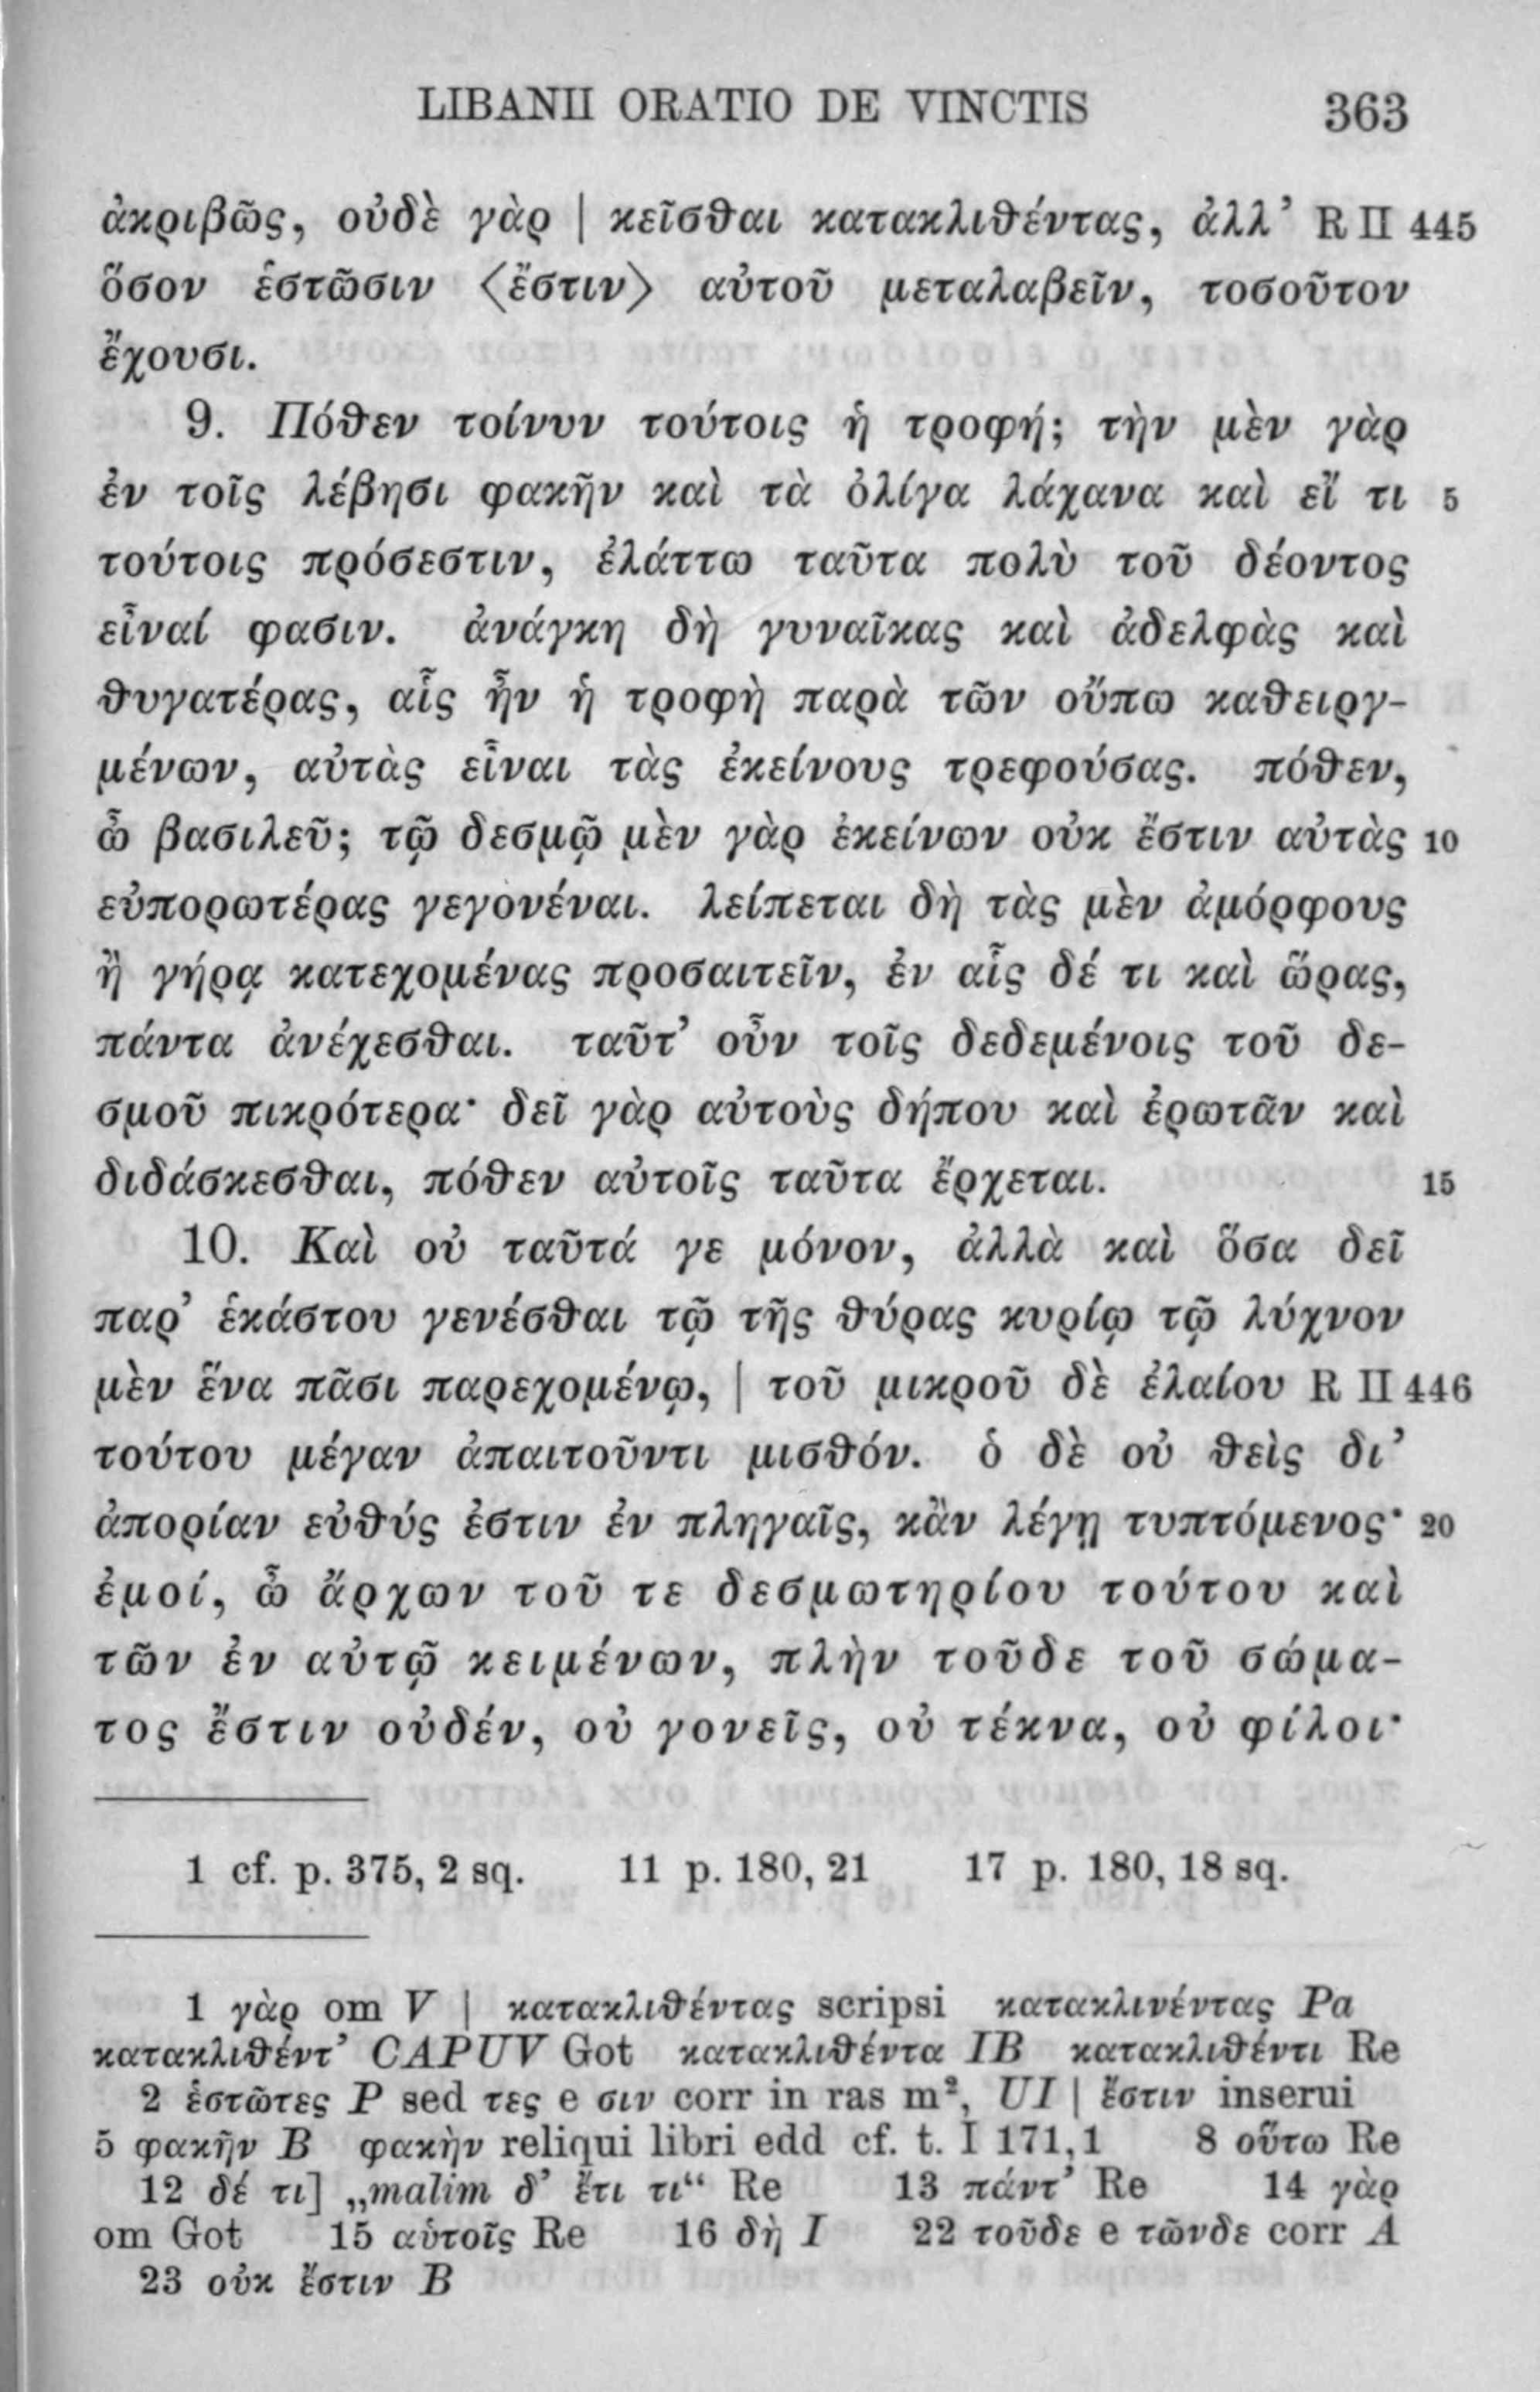 LIBANII ORATIO DE VINCTIS 363
ἀκριβῶς, οὐδὲ γὰρ | κεῖσθαι κατακλιθέντας, ἀλλ’ R II 445
ὅσον ἑστῶσιν ⟨ἔστιν⟩ αὐτοῦ μεταλαβεῖν, τοσοῦτον
ἔχουσι.
9. Πόθεν τοίνυν τούτοις ἡ τροφή; τὴν μὲν γὰρ
ἐν τοῖς λέβησι φακῆν καὶ τὰ ὀλίγα λάχανα καὶ εἴ τι 5
τούτοις πρόσεστιν, ἐλάττω ταῦτα πολὺ τοῦ δέοντος
εἶναί φασιν. ἀνάγκη δὴ γυναῖκας καὶ ἀδελφὰς καὶ
θυγατέρας, αἷς ἦν ἡ τροφὴ παρὰ τῶν οὔπω καθειργ-
μένων, αὐτὰς εἶναι τὰς ἐκείνους τρεφούσας. πόθεν,
ὦ βασιλεῦ; τῷ δεσμῷ μὲν γὰρ ἐκείνων οὐκ ἔστιν αὐτὰς 10
εὐπορωτέρας γεγονέναι. λείπεται δὴ τὰς μὲν ἀμόρφους
ἢ γήρᾳ κατεχομένας προσαιτεῖν, ἐν αἷς δέ τι καὶ ὥρας,
πάντα ἀνέχεσθαι. ταῦτ’ οὖν τοῖς δεδεμένοις τοῦ δε-
σμοῦ πικρότερα· δεῖ γὰρ αὐτοὺς δήπου καὶ ἐρωτᾶν καὶ
διδάσκεσθαι, πόθεν αὐτοῖς ταῦτα ἔρχεται. 15
10. Καὶ οὐ ταῦτά γε μόνον, ἀλλὰ καὶ ὅσα δεῖ
παρ’ ἑκάστου γενέσθαι τῷ τῆς θύρας κυρίῳ τῷ λύχνον
μὲν ἕνα πᾶσι παρεχομένῳ, | τοῦ μικροῦ δὲ ἐλαίου R II 446
τούτου μέγαν ἀπαιτοῦντι μισθόν. ὁ δὲ οὐ θεὶς δι’
ἀπορίαν εὐθύς ἐστιν ἐν πληγαῖς, κἂν λέγῃ τυπτόμενος· 20
ἐμοί, ὦ ἄρχων τοῦ τε δεσμωτηρίου τούτου καὶ
τῶν ἐν αὐτῷ κειμένων, πλὴν τοῦδε τοῦ σώμα-
τος ἔστιν οὐδέν, οὐ γονεῖς, οὐ τέκνα, οὐ φίλοι·
1 cf. p. 375, 2 sq. 11 p. 180, 21 17 p. 180, 18 sq.
1 γὰρ om V | κατακλιθέντας scripsi κατακλινέντας Pa
κατακλιθέντ’ CAPUV Got κατακλιθέντα IB κατακλιθέντι Re
2 ἑστῶτες P sed τες e σιν corr in ras m², UI | ἔστιν inserui
5 φακῆν B φακὴν reliqui libri edd cf. t. I 171,1 8 οὕτω Re
12 δέ τι] „malim δ’ ἔτι τι“ Re 13 πάντ’ Re 14 γὰρ
om Got 15 αὑτοῖς Re 16 δὴ I 22 τοῦδε e τῶνδε corr A
23 οὐκ ἔστιν B